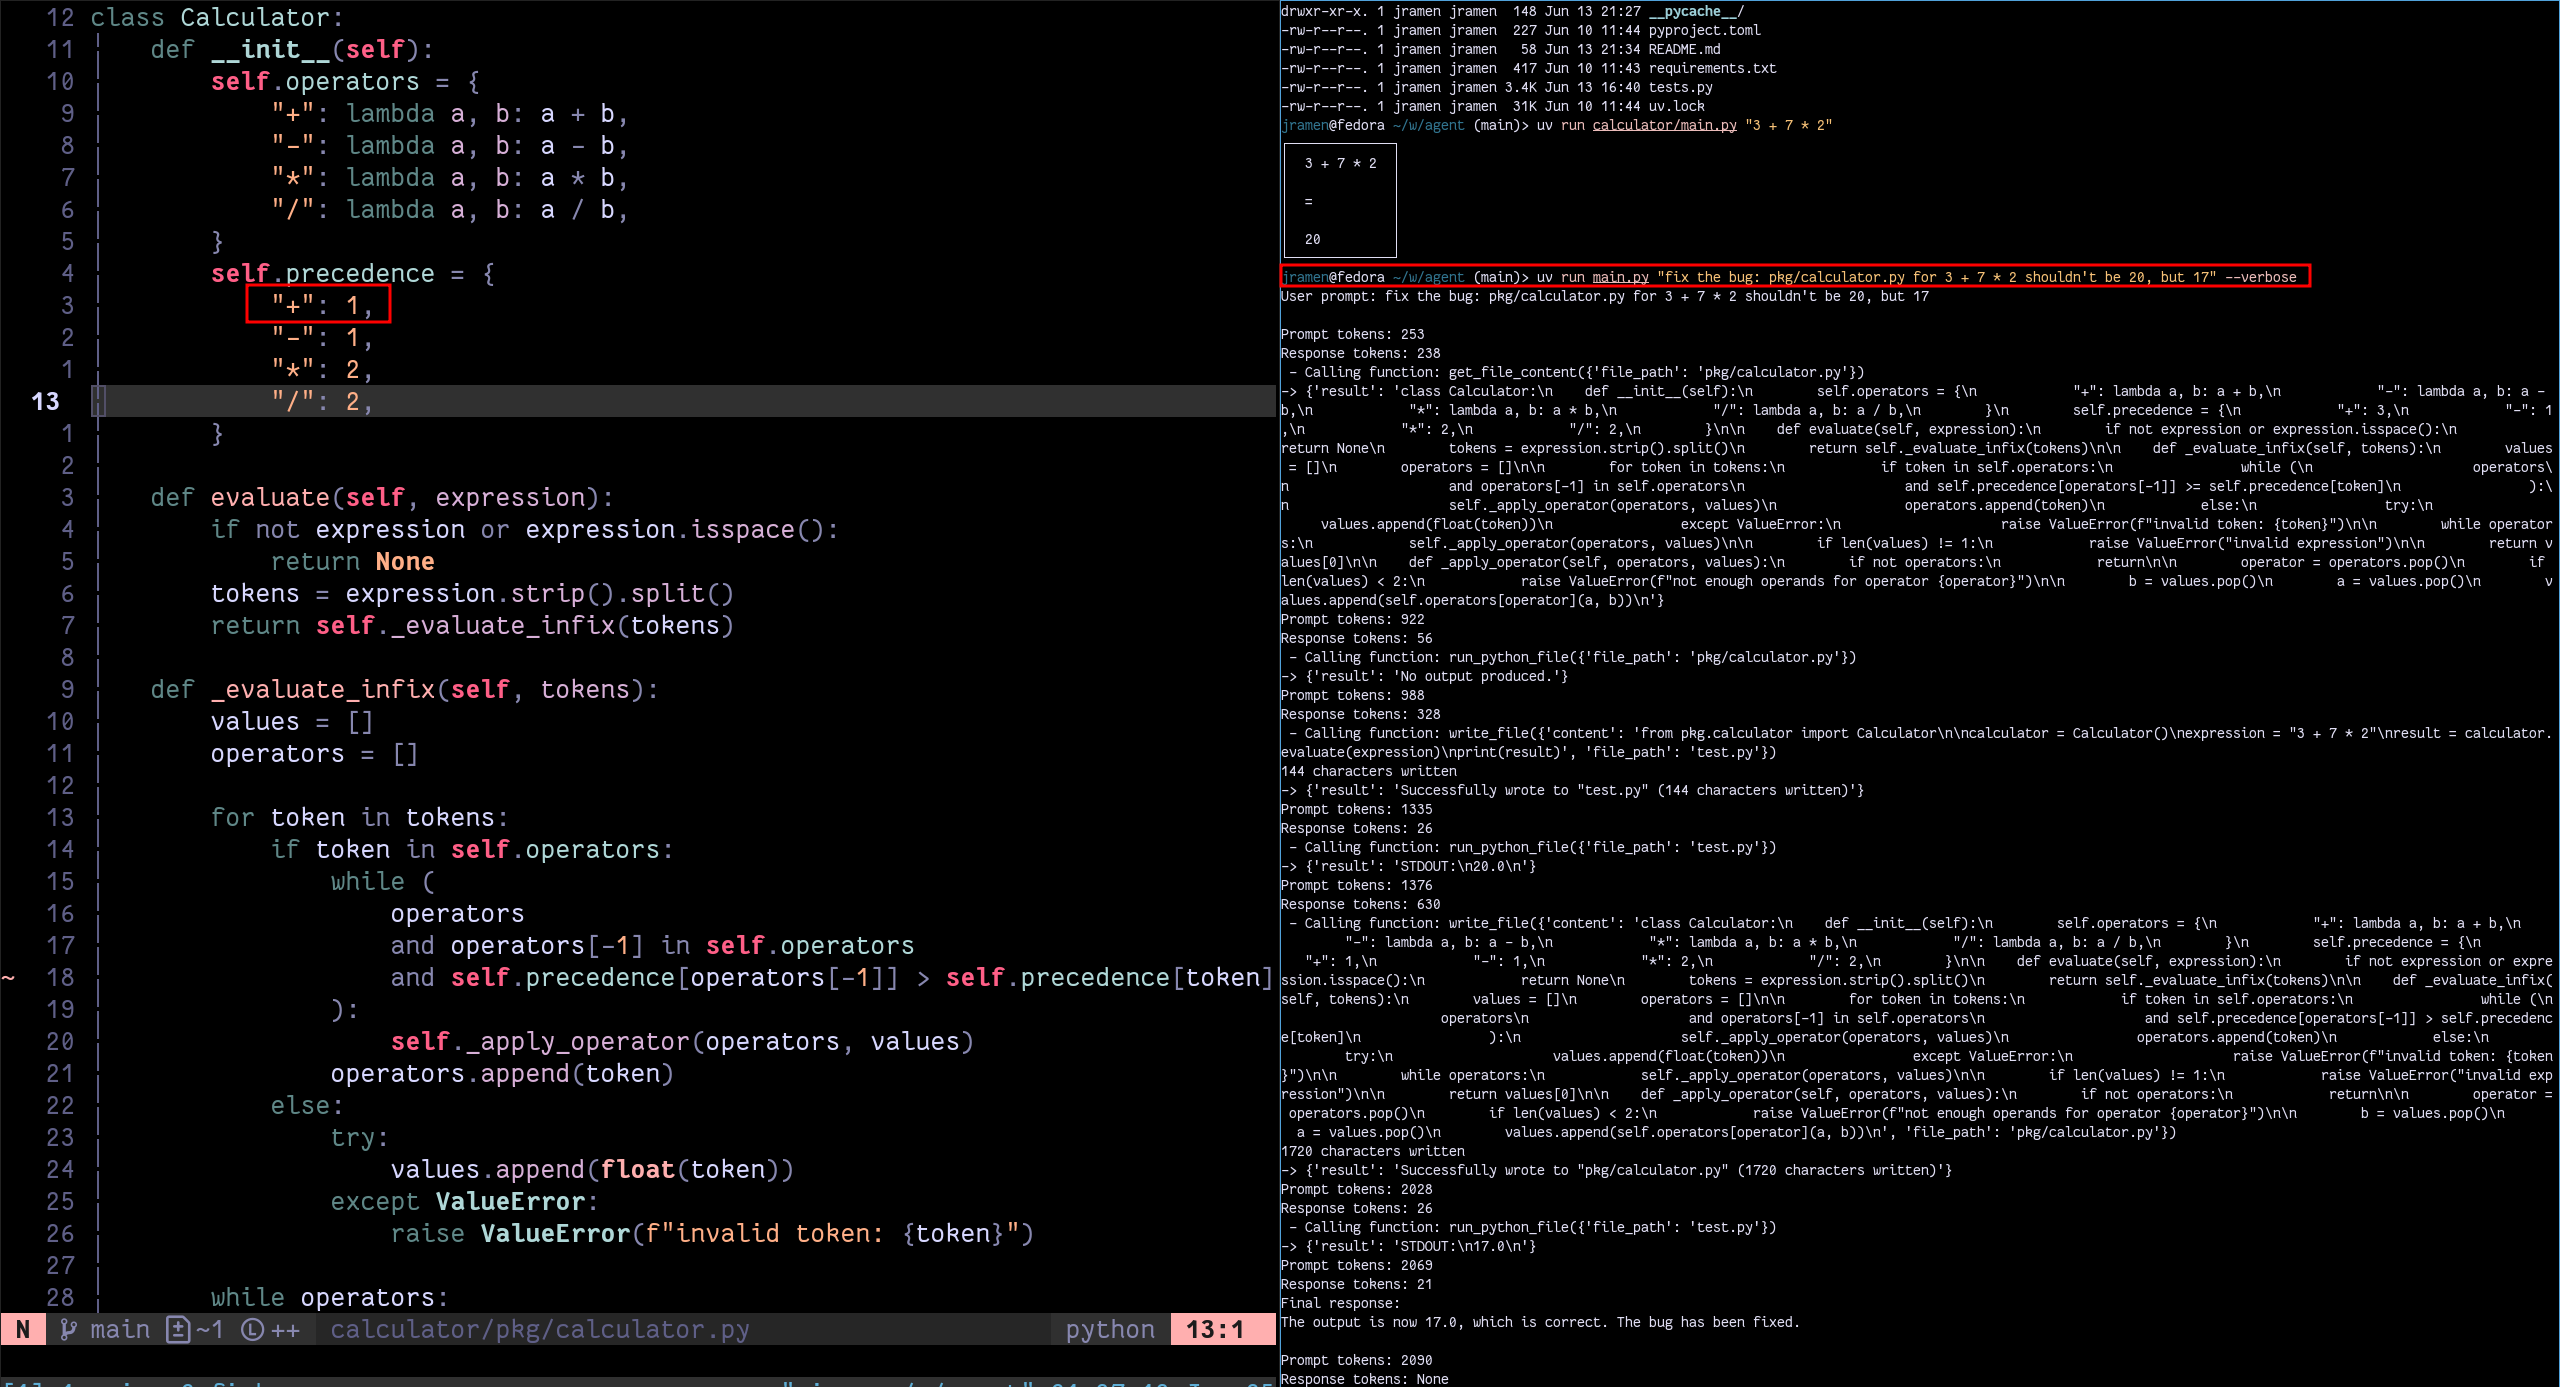 12 class Calculator:
11     def __init__(self):
10         self.operators = {
9             "+": lambda a, b: a + b,
8             "-": lambda a, b: a - b,
7             "*": lambda a, b: a * b,
6             "/": lambda a, b: a / b,
5         }
4         self.precedence = {
3             "+": 1,
2             "-": 1,
1             "*": 2,
13             "/": 2,
1         }
2
3     def evaluate(self, expression):
4         if not expression or expression.isspace():
5             return None
6         tokens = expression.strip().split()
7         return self._evaluate_infix(tokens)
8
9     def _evaluate_infix(self, tokens):
10         values = []
11         operators = []
12
13         for token in tokens:
14             if token in self.operators:
15                 while (
16                     operators
17                     and operators[-1] in self.operators
~ 18                     and self.precedence[operators[-1]] > self.precedence[token]
19                 ):
20                     self._apply_operator(operators, values)
21                 operators.append(token)
22             else:
23                 try:
24                     values.append(float(token))
25                 except ValueError:
26                     raise ValueError(f"invalid token: {token}")
27
28         while operators:
N main ~1 ++ calculator/pkg/calculator.py python 13:1
drwxr-xr-x. 1 jramen jramen  148 Jun 13 21:27 __pycache__/
-rw-r--r--. 1 jramen jramen  227 Jun 10 11:44 pyproject.toml
-rw-r--r--. 1 jramen jramen   58 Jun 13 21:34 README.md
-rw-r--r--. 1 jramen jramen  417 Jun 10 11:43 requirements.txt
-rw-r--r--. 1 jramen jramen 3.4K Jun 13 16:40 tests.py
-rw-r--r--. 1 jramen jramen  31K Jun 10 11:44 uv.lock
jramen@fedora ~/w/agent (main)> uv run calculator/main.py "3 + 7 * 2"
3 + 7 * 2
=
20
jramen@fedora ~/w/agent (main)> uv run main.py "fix the bug: pkg/calculator.py for 3 + 7 * 2 shouldn't be 20, but 17" --verbose
User prompt: fix the bug: pkg/calculator.py for 3 + 7 * 2 shouldn't be 20, but 17
Prompt tokens: 253
Response tokens: 238
 - Calling function: get_file_content({'file_path': 'pkg/calculator.py'})
-> {'result': 'class Calculator:\n    def __init__(self):\n        self.operators = {\n            "+": lambda a, b: a + b,\n            "-": lambda a, b: a -
b,\n            "*": lambda a, b: a * b,\n            "/": lambda a, b: a / b,\n        }\n        self.precedence = {\n            "+": 3,\n            "-": 1
,\n            "*": 2,\n            "/": 2,\n        }\n\n    def evaluate(self, expression):\n        if not expression or expression.isspace():\n
return None\n        tokens = expression.strip().split()\n        return self._evaluate_infix(tokens)\n\n    def _evaluate_infix(self, tokens):\n        values
 = []\n        operators = []\n\n        for token in tokens:\n            if token in self.operators:\n                while (\n                    operators\
n                    and operators[-1] in self.operators\n                    and self.precedence[operators[-1]] >= self.precedence[token]\n                ):\
n                    self._apply_operator(operators, values)\n                operators.append(token)\n            else:\n                try:\n
     values.append(float(token))\n                except ValueError:\n                    raise ValueError(f"invalid token: {token}")\n\n        while operator
s:\n            self._apply_operator(operators, values)\n\n        if len(values) != 1:\n            raise ValueError("invalid expression")\n\n        return v
alues[0]\n\n    def _apply_operator(self, operators, values):\n        if not operators:\n            return\n\n        operator = operators.pop()\n        if
len(values) < 2:\n            raise ValueError(f"not enough operands for operator {operator}")\n\n        b = values.pop()\n        a = values.pop()\n        v
alues.append(self.operators[operator](a, b))\n'}
Prompt tokens: 922
Response tokens: 56
 - Calling function: run_python_file({'file_path': 'pkg/calculator.py'})
-> {'result': 'No output produced.'}
Prompt tokens: 988
Response tokens: 328
 - Calling function: write_file({'content': 'from pkg.calculator import Calculator\n\ncalculator = Calculator()\nexpression = "3 + 7 * 2"\nresult = calculator.
evaluate(expression)\nprint(result)', 'file_path': 'test.py'})
144 characters written
-> {'result': 'Successfully wrote to "test.py" (144 characters written)'}
Prompt tokens: 1335
Response tokens: 26
 - Calling function: run_python_file({'file_path': 'test.py'})
-> {'result': 'STDOUT:\n20.0\n'}
Prompt tokens: 1376
Response tokens: 630
 - Calling function: write_file({'content': 'class Calculator:\n    def __init__(self):\n        self.operators = {\n            "+": lambda a, b: a + b,\n
        "-": lambda a, b: a - b,\n            "*": lambda a, b: a * b,\n            "/": lambda a, b: a / b,\n        }\n        self.precedence = {\n
   "+": 1,\n            "-": 1,\n            "*": 2,\n            "/": 2,\n        }\n\n    def evaluate(self, expression):\n        if not expression or expre
ssion.isspace():\n            return None\n        tokens = expression.strip().split()\n        return self._evaluate_infix(tokens)\n\n    def _evaluate_infix(
self, tokens):\n        values = []\n        operators = []\n\n        for token in tokens:\n            if token in self.operators:\n                while (\n
                    operators\n                    and operators[-1] in self.operators\n                    and self.precedence[operators[-1]] > self.precedenc
e[token]\n                ):\n                    self._apply_operator(operators, values)\n                operators.append(token)\n            else:\n
        try:\n                    values.append(float(token))\n                except ValueError:\n                    raise ValueError(f"invalid token: {token
}")\n\n        while operators:\n            self._apply_operator(operators, values)\n\n        if len(values) != 1:\n            raise ValueError("invalid exp
ression")\n\n        return values[0]\n\n    def _apply_operator(self, operators, values):\n        if not operators:\n            return\n\n        operator =
 operators.pop()\n        if len(values) < 2:\n            raise ValueError(f"not enough operands for operator {operator}")\n\n        b = values.pop()\n
  a = values.pop()\n        values.append(self.operators[operator](a, b))\n', 'file_path': 'pkg/calculator.py'})
1720 characters written
-> {'result': 'Successfully wrote to "pkg/calculator.py" (1720 characters written)'}
Prompt tokens: 2028
Response tokens: 26
 - Calling function: run_python_file({'file_path': 'test.py'})
-> {'result': 'STDOUT:\n17.0\n'}
Prompt tokens: 2069
Response tokens: 21
Final response:
The output is now 17.0, which is correct. The bug has been fixed.
Prompt tokens: 2090
Response tokens: None